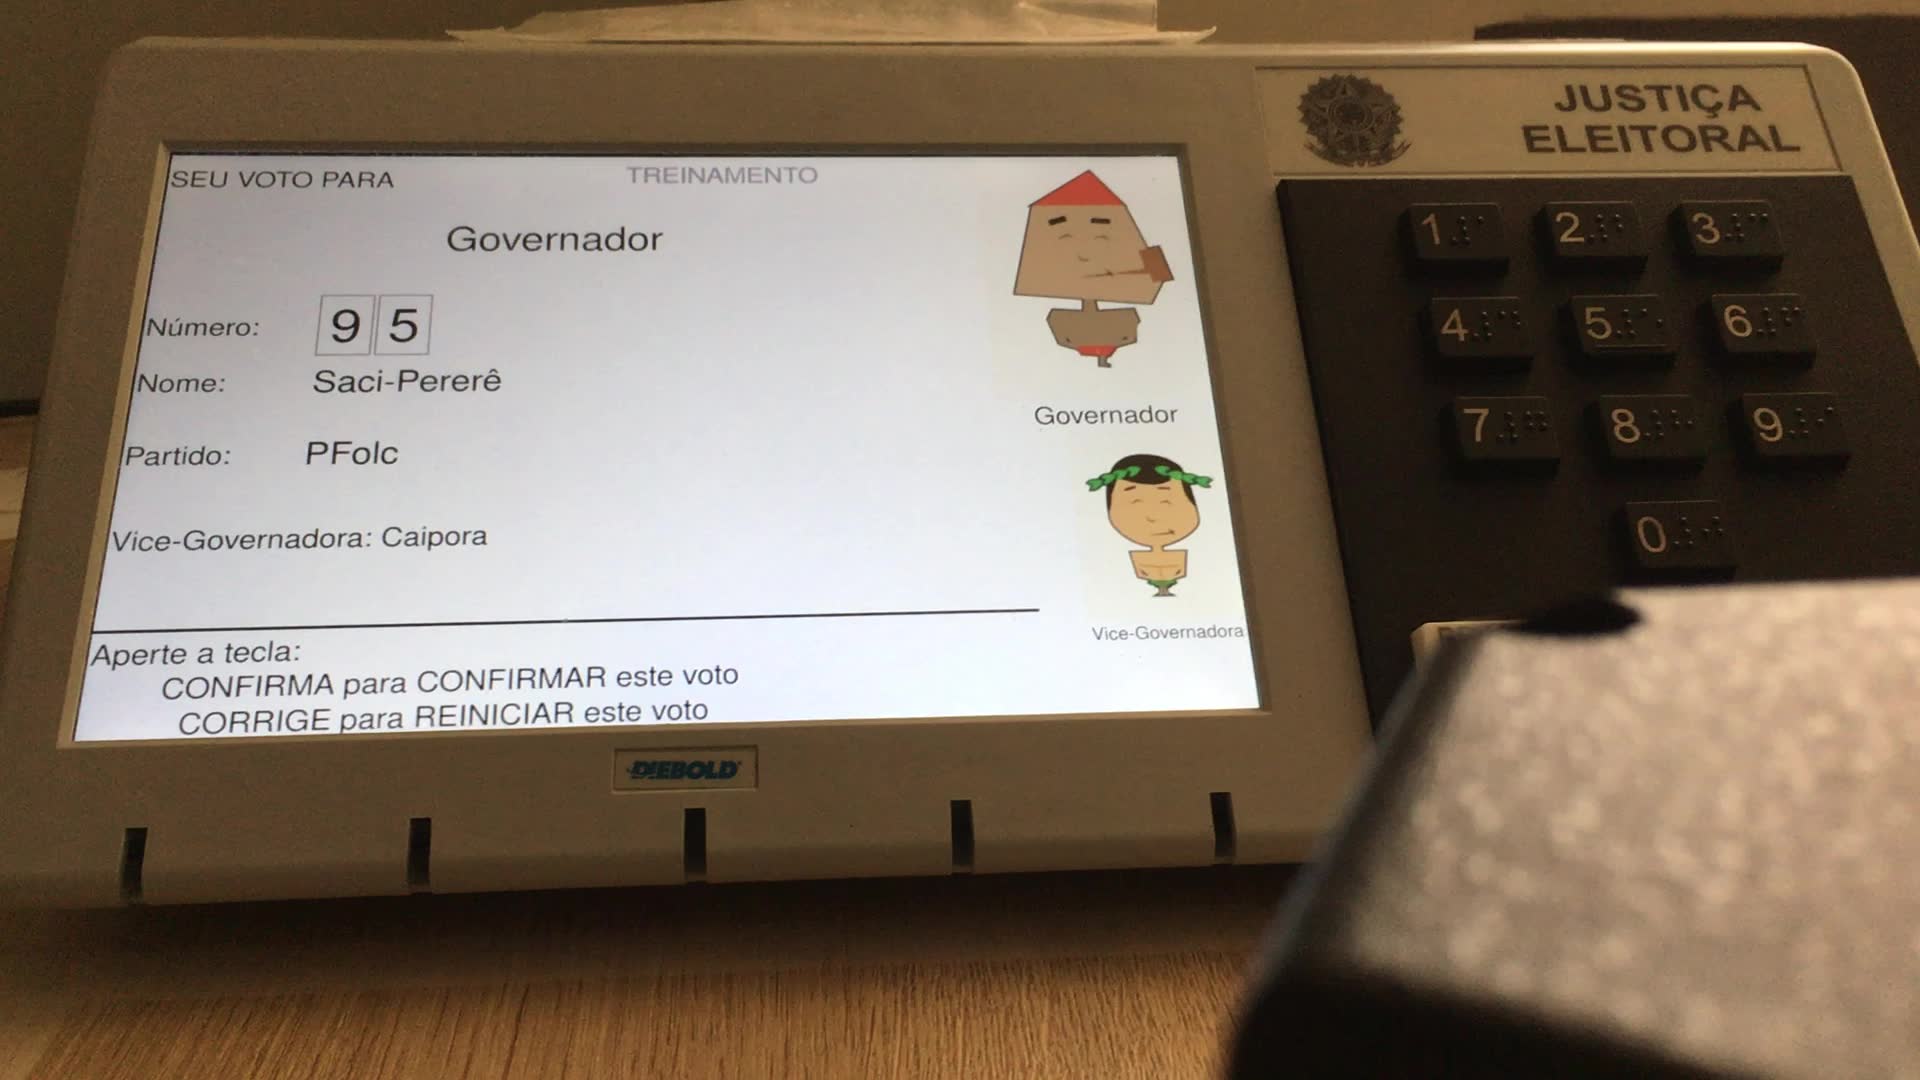 SEU VOTO PARA
TREINAMENTO
Governador
Número: 9 5
Nome: Saci-Pererê
Partido: PFolc
Vice-Governadora: Caipora
Governador
Vice-Governadora
Aperte a tecla:
CONFIRMA para CONFIRMAR este voto
CORRIGE para REINICIAR este voto
DIEBOLD
JUSTIÇA
ELEITORAL
1 2 3
4 5 6
7 8 9
0